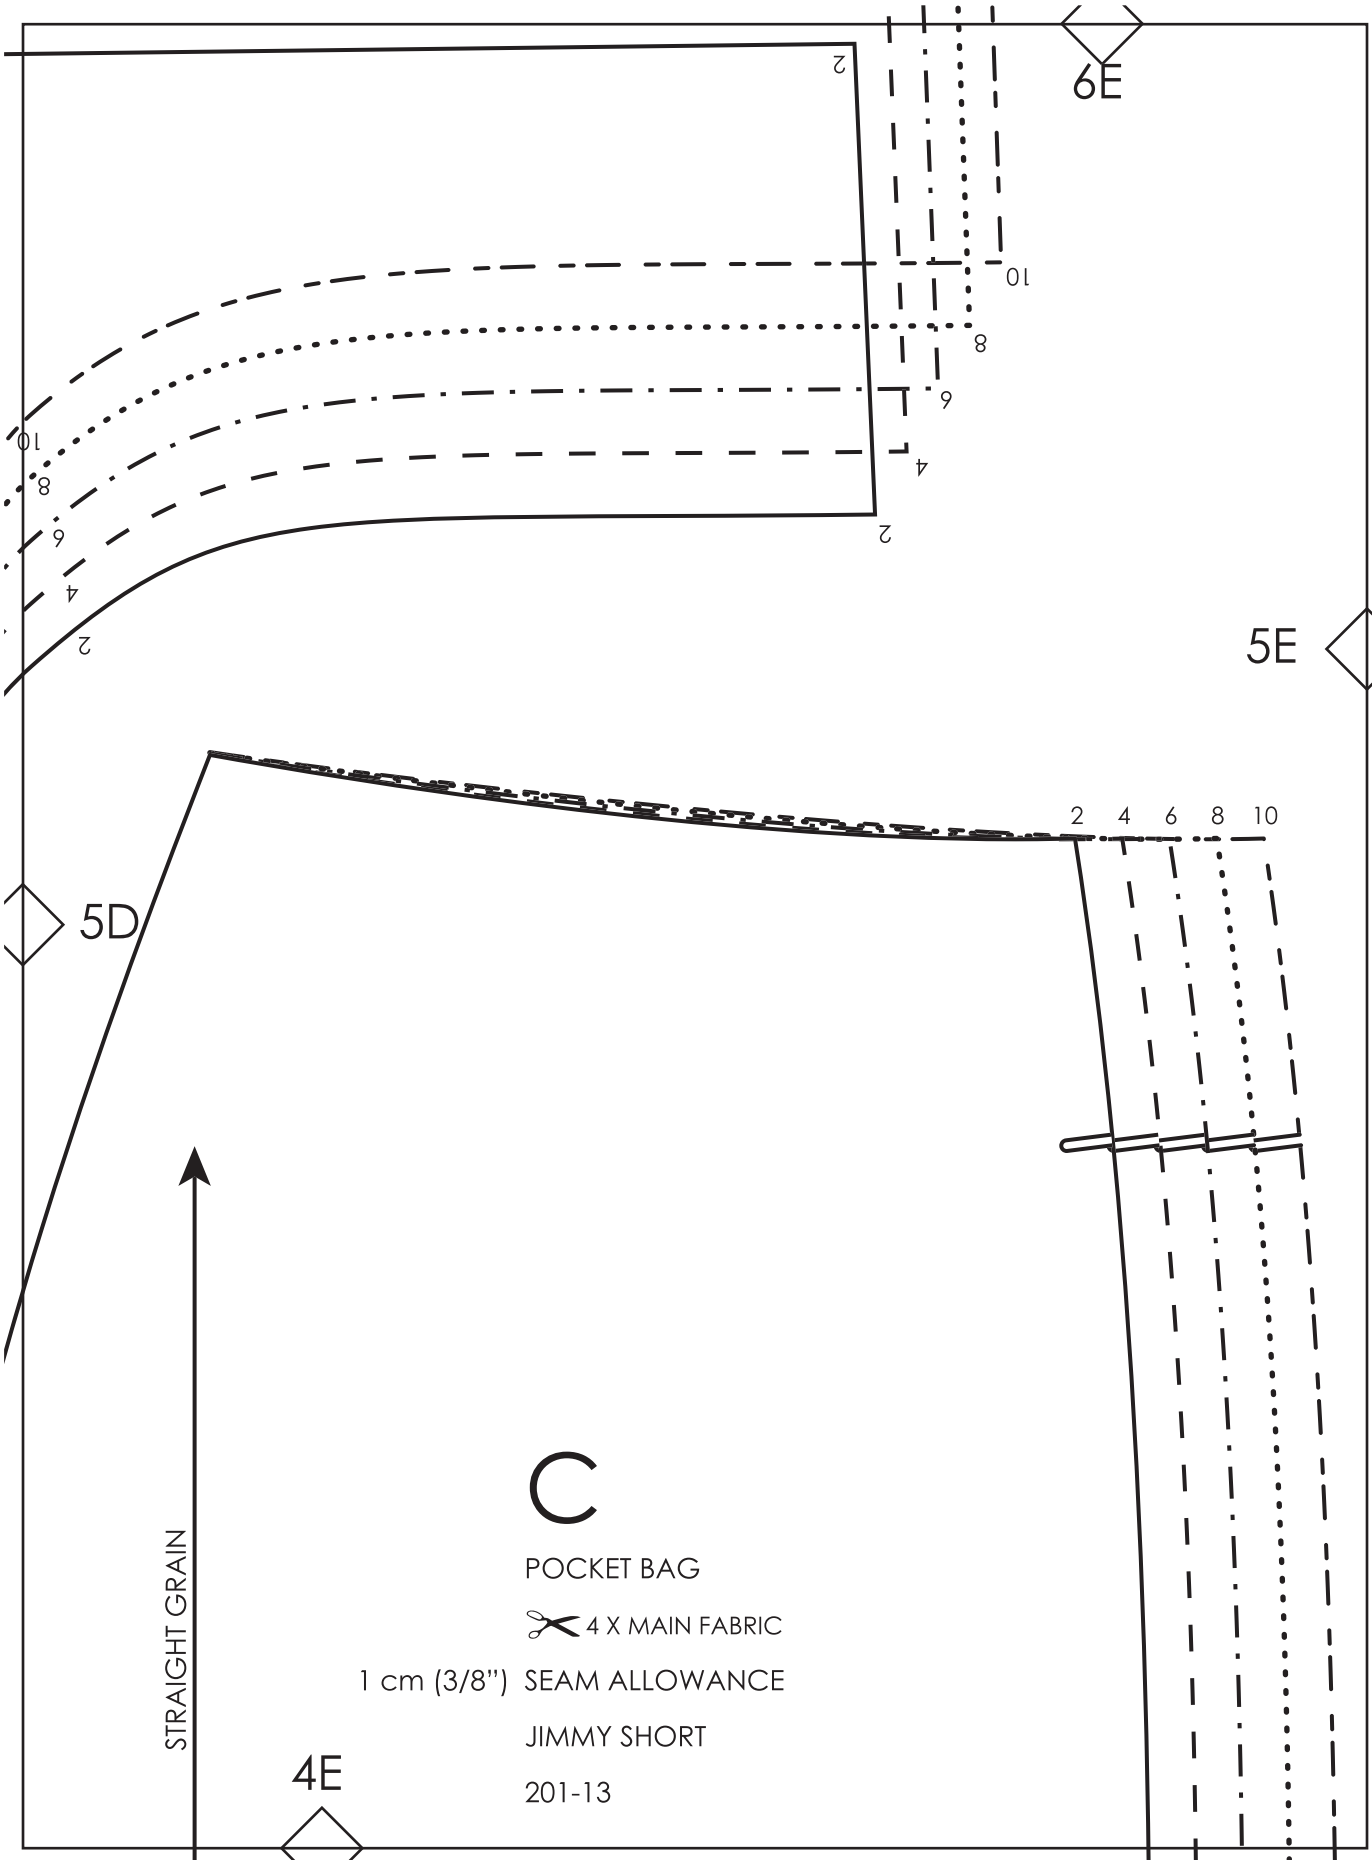 2
6E
10
8
6
4
2
10
8
6
4
2
5E
2 4 6 8 10
5D
STRAIGHT GRAIN
C
POCKET BAG
4 X MAIN FABRIC
1 cm (3/8”) SEAM ALLOWANCE
JIMMY SHORT
201-13
4E